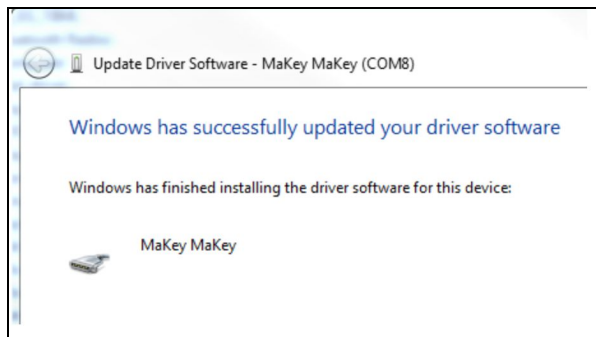 Update Driver Software - MaKey MaKey (COM8)
Windows has successfully updated your driver software
Windows has finished installing the driver software for this device:
MaKey MaKey